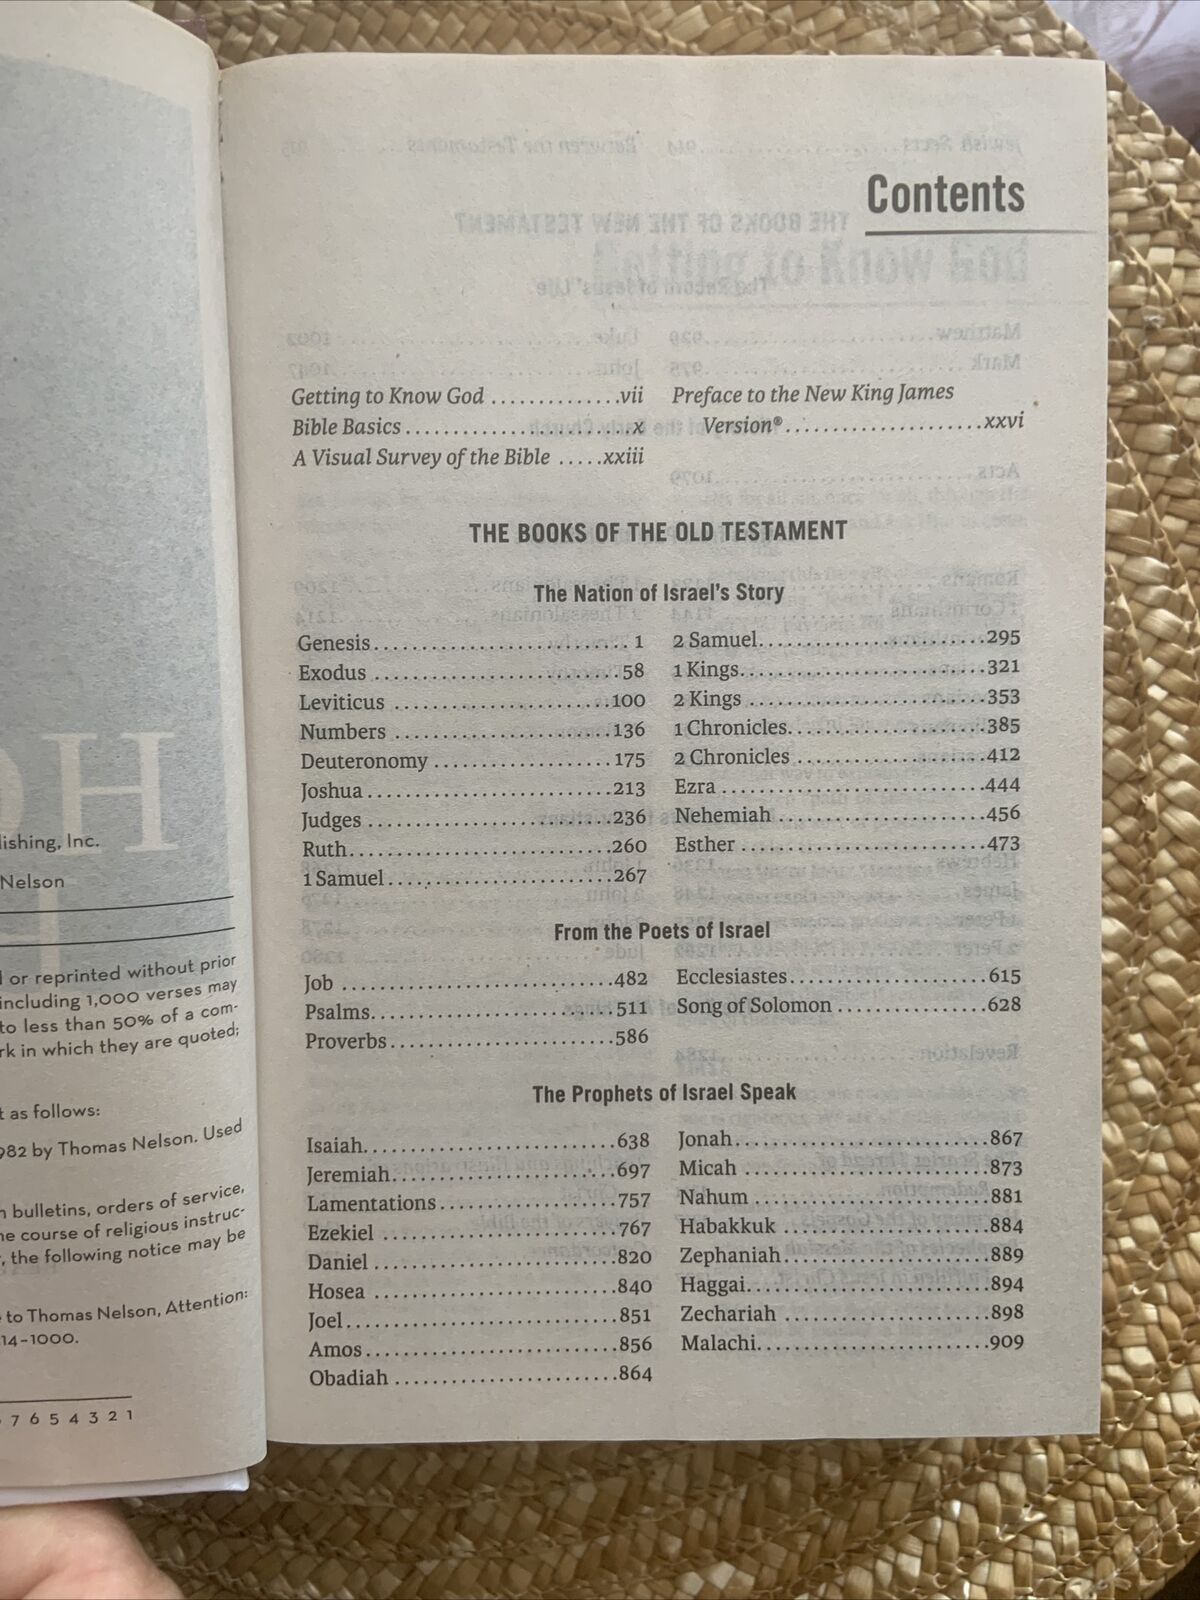 Contents
Getting to Know God ..............vii
Bible Basics........................x
A Visual Survey of the Bible .....xxiii
Preface to the New King James
Version®.....................xxvi
THE BOOKS OF THE OLD TESTAMENT
The Nation of Israel's Story
Genesis............................ 1
Exodus ...........................58
Leviticus ........................100
Numbers ........................136
Deuteronomy ...................175
Joshua ...........................213
Judges ...........................236
Ruth.............................260
1 Samuel.........................267
2 Samuel.........................295
1 Kings...........................321
2 Kings ..........................353
1 Chronicles......................385
2 Chronicles .....................412
Ezra .............................444
Nehemiah .......................456
Esther ...........................473
From the Poets of Israel
Job ..............................482
Psalms...........................511
Proverbs.........................586
Ecclesiastes......................615
Song of Solomon ................628
The Prophets of Israel Speak
Isaiah............................638
Jeremiah.........................697
Lamentations....................757
Ezekiel ..........................767
Daniel ...........................820
Hosea ...........................840
Joel..............................851
Amos............................856
Obadiah .........................864
Jonah............................867
Micah ...........................873
Nahum ..........................881
Habakkuk .......................884
Zephaniah.......................889
Haggai...........................894
Zechariah .......................898
Malachi..........................909
lishing, Inc.
Nelson
d or reprinted without prior
including 1,000 verses may
to less than 50% of a com-
rk in which they are quoted;
t as follows:
982 by Thomas Nelson. Used
n bulletins, orders of service,
he course of religious instruc-
, the following notice may be
e to Thomas Nelson, Attention:
14-1000.
7 6 5 4 3 2 1